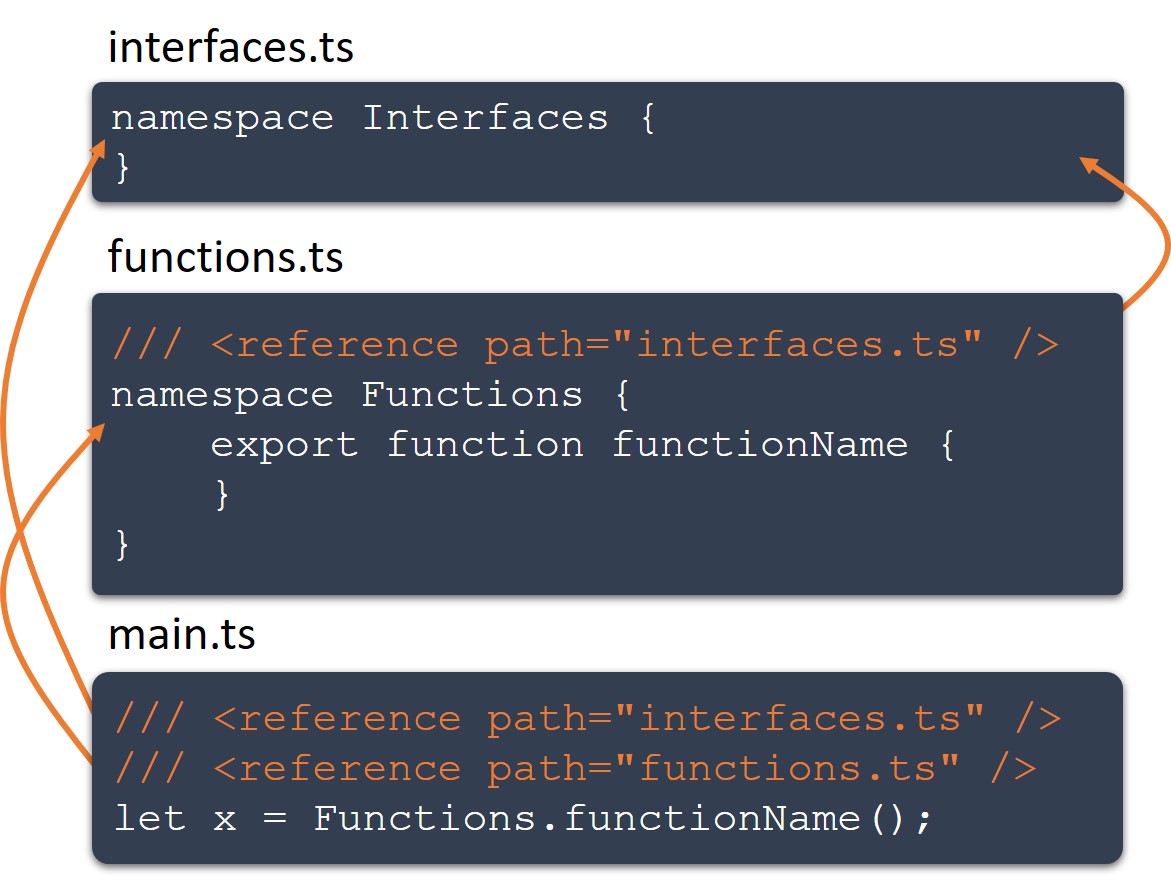 interfaces.ts
namespace Interfaces {
}
functions.ts
/// <reference path="interfaces.ts" />
namespace Functions {
    export function functionName {
    }
}
main.ts
/// <reference path="interfaces.ts" />
/// <reference path="functions.ts" />
let x = Functions.functionName();